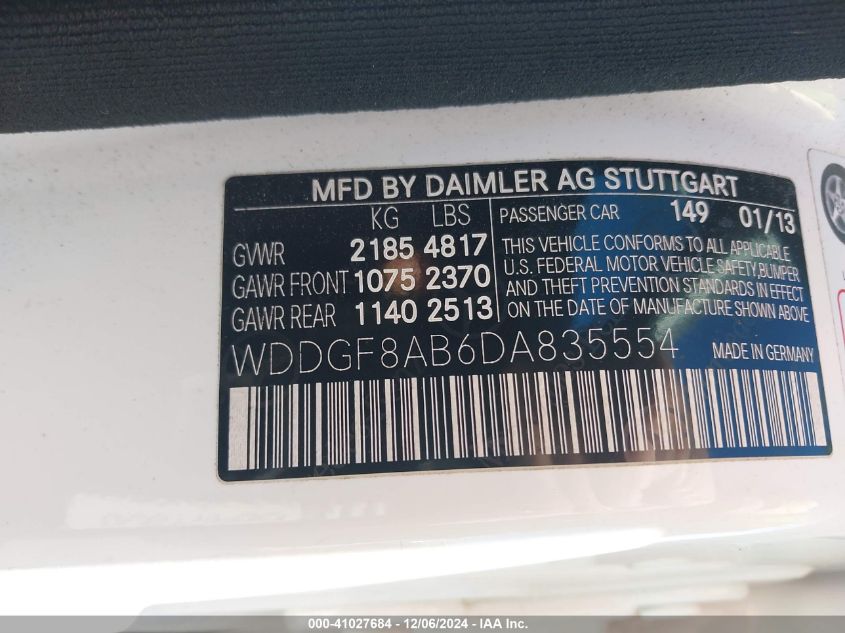 MFD BY DAIMLER AG STUTTGART
KG LBS
GVWR 2185 4817
GAWR FRONT 1075 2370
GAWR REAR 1140 2513
PASSENGER CAR 149 01/13
THIS VEHICLE CONFORMS TO ALL APPLICABLE
U.S. FEDERAL MOTOR VEHICLE SAFETY,BUMPER
AND THEFT PREVENTION STANDARDS IN EFFECT
ON THE DATE OF MANUFACTURE SHOWN ABOVE
WDDGF8AB6DA835554 MADE IN GERMANY
000-41027684 - 12/06/2024 - IAA Inc.